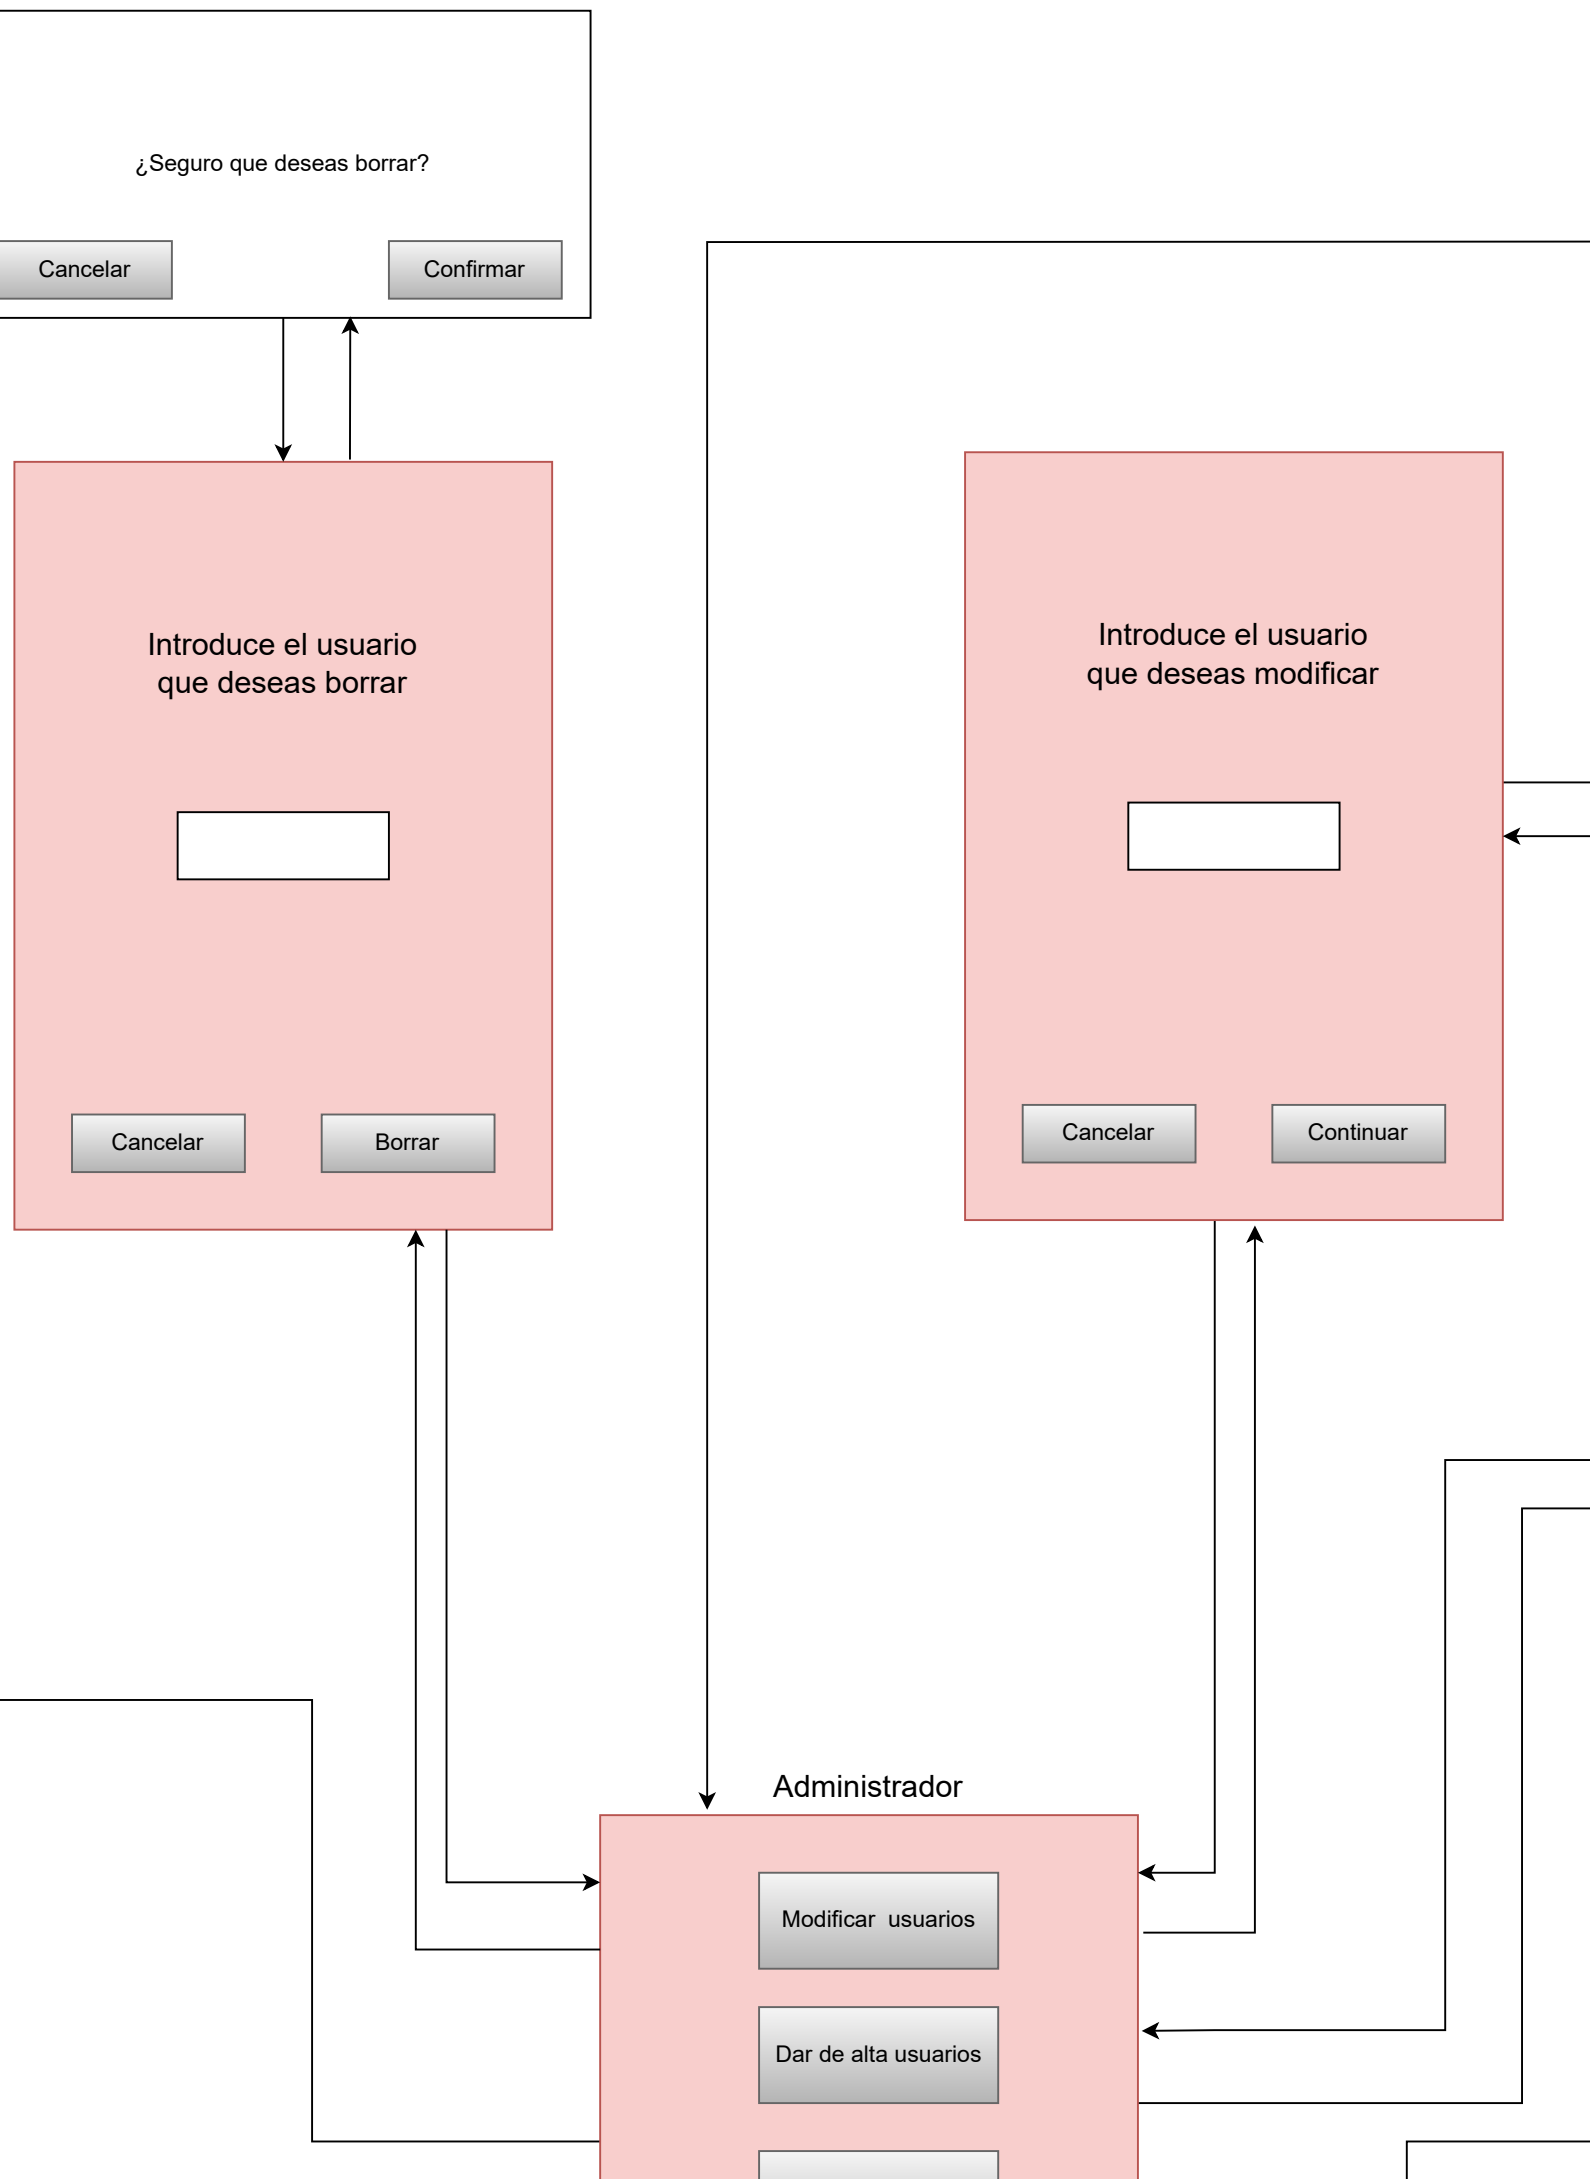 ¿Seguro que deseas borrar?
Cancelar
Confirmar
Introduce el usuario
que deseas borrar
Cancelar
Borrar
Introduce el usuario
que deseas modificar
Cancelar
Continuar
Administrador
Modificar  usuarios
Dar de alta usuarios